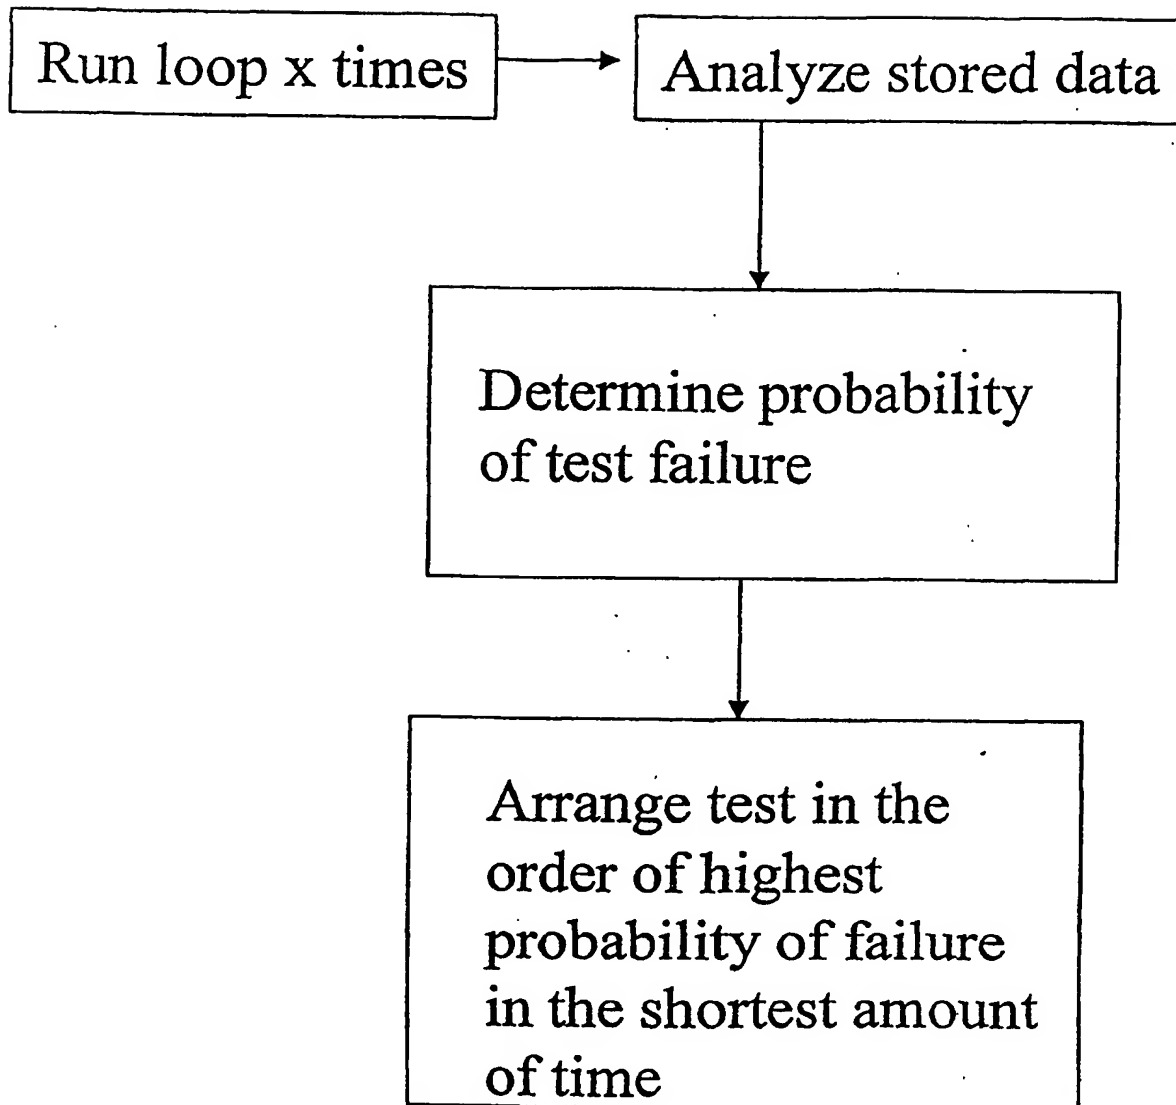 Run loop x times
Analyze stored data
Determine probability
of test failure
Arrange test in the
order of highest
probability of failure
in the shortest amount
of time